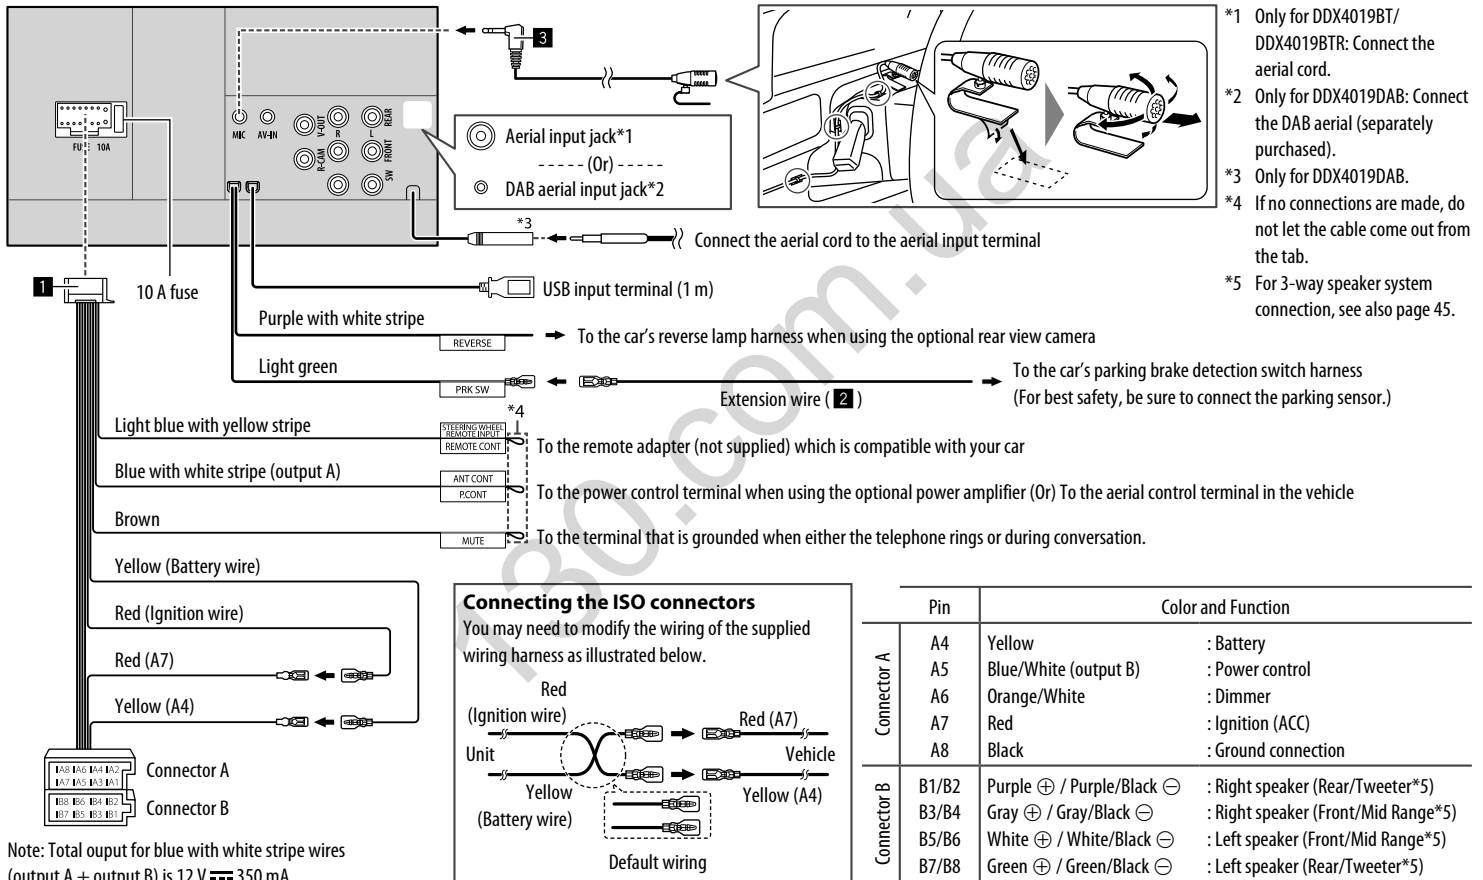 3
MIC
AV-IN
V-OUT
R
L
REAR
R-CAM
FRONT
SW
FUSE 10A
Aerial input jack*1
- - - - - (Or) - - - - -
DAB aerial input jack*2
*1 Only for DDX4019BT/
DDX4019BTR: Connect the
aerial cord.
*2 Only for DDX4019DAB: Connect
the DAB aerial (separately
purchased).
*3 Only for DDX4019DAB.
*4 If no connections are made, do
not let the cable come out from
the tab.
*5 For 3-way speaker system
connection, see also page 45.
*3
Connect the aerial cord to the aerial input terminal
1
10 A fuse
USB input terminal (1 m)
Purple with white stripe
REVERSE
To the car's reverse lamp harness when using the optional rear view camera
Light green
PRK SW
Extension wire ( 2 )
To the car's parking brake detection switch harness
(For best safety, be sure to connect the parking sensor.)
*4
Light blue with yellow stripe
STEERING WHEEL
REMOTE INPUT
REMOTE CONT
To the remote adapter (not supplied) which is compatible with your car
Blue with white stripe (output A)
ANT CONT
P.CONT
To the power control terminal when using the optional power amplifier (Or) To the aerial control terminal in the vehicle
Brown
MUTE
To the terminal that is grounded when either the telephone rings or during conversation.
Yellow (Battery wire)
Red (Ignition wire)
Red (A7)
Yellow (A4)
A8 A6 A4 A2
A7 A5 A3 A1
Connector A
B8 B6 B4 B2
B7 B5 B3 B1
Connector B
Note: Total ouput for blue with white stripe wires
(output A + output B) is 12 V ⎓ 350 mA
Connecting the ISO connectors
You may need to modify the wiring of the supplied
wiring harness as illustrated below.
Red
(Ignition wire)
Red (A7)
Unit
Vehicle
Yellow
(Battery wire)
Yellow (A4)
Default wiring
Pin Color and Function
Connector A
A4 Yellow : Battery
A5 Blue/White (output B) : Power control
A6 Orange/White : Dimmer
A7 Red : Ignition (ACC)
A8 Black : Ground connection
Connector B
B1/B2 Purple ⊕ / Purple/Black ⊖ : Right speaker (Rear/Tweeter*5)
B3/B4 Gray ⊕ / Gray/Black ⊖ : Right speaker (Front/Mid Range*5)
B5/B6 White ⊕ / White/Black ⊖ : Left speaker (Front/Mid Range*5)
B7/B8 Green ⊕ / Green/Black ⊖ : Left speaker (Rear/Tweeter*5)
130.com.ua